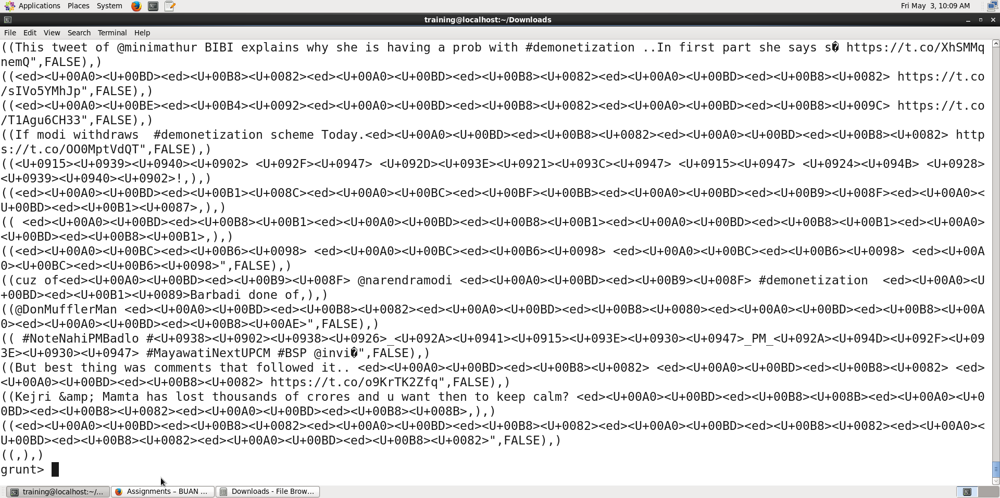 Applications Places System Fri May 3, 10:09 AM
training@localhost:~/Downloads
File Edit View Search Terminal Help
((This tweet of @minimathur BIBI explains why she is having a prob with #demonetization ..In first part she says s� https://t.co/XhSMMq
nemQ",FALSE),)
((<ed><U+00A0><U+00BD><ed><U+00B8><U+0082><ed><U+00A0><U+00BD><ed><U+00B8><U+0082><ed><U+00A0><U+00BD><ed><U+00B8><U+0082> https://t.co
/sIVo5YMhJp",FALSE),)
((<ed><U+00A0><U+00BE><ed><U+00B4><U+0092><ed><U+00A0><U+00BD><ed><U+00B8><U+0082><ed><U+00A0><U+00BD><ed><U+00B8><U+009C> https://t.co
/T1Agu6CH33",FALSE),)
((If modi withdraws  #demonetization scheme Today.<ed><U+00A0><U+00BD><ed><U+00B8><U+0082><ed><U+00A0><U+00BD><ed><U+00B8><U+0082> http
s://t.co/OO0MptVdQT",FALSE),)
((<U+0915><U+0939><U+0940><U+0902> <U+092F><U+0947> <U+092D><U+093E><U+0921><U+093C><U+0947> <U+0915><U+0947> <U+0924><U+094B> <U+0928>
<U+0939><U+0940><U+0902>!,),)
((<ed><U+00A0><U+00BD><ed><U+00B1><U+008C><ed><U+00A0><U+00BC><ed><U+00BF><U+00BB><ed><U+00A0><U+00BD><ed><U+00B9><U+008F><ed><U+00A0><
U+00BD><ed><U+00B1><U+0087>,),)
(( <ed><U+00A0><U+00BD><ed><U+00B8><U+00B1><ed><U+00A0><U+00BD><ed><U+00B8><U+00B1><ed><U+00A0><U+00BD><ed><U+00B8><U+00B1><ed><U+00A0>
<U+00BD><ed><U+00B8><U+00B1>,),)
((<ed><U+00A0><U+00BC><ed><U+00B6><U+0098> <ed><U+00A0><U+00BC><ed><U+00B6><U+0098> <ed><U+00A0><U+00BC><ed><U+00B6><U+0098> <ed><U+00A
0><U+00BC><ed><U+00B6><U+0098>",FALSE),)
((cuz of<ed><U+00A0><U+00BD><ed><U+00B9><U+008F> @narendramodi <ed><U+00A0><U+00BD><ed><U+00B9><U+008F> #demonetization  <ed><U+00A0><U
+00BD><ed><U+00B1><U+0089>Barbadi done of,),)
((@DonMufflerMan <ed><U+00A0><U+00BD><ed><U+00B8><U+0082><ed><U+00A0><U+00BD><ed><U+00B8><U+0080><ed><U+00A0><U+00BD><ed><U+00B8><U+00A
0><ed><U+00A0><U+00BD><ed><U+00B8><U+00AE>",FALSE),)
(( #NoteNahiPMBadlo #<U+0938><U+0902><U+0938><U+0926>_<U+092A><U+0941><U+0915><U+093E><U+0930><U+0947>_PM_<U+092A><U+094D><U+092F><U+09
3E><U+0930><U+0947> #MayawatiNextUPCM #BSP @invi�",FALSE),)
((But best thing was comments that followed it.. <ed><U+00A0><U+00BD><ed><U+00B8><U+0082> <ed><U+00A0><U+00BD><ed><U+00B8><U+0082> <ed>
<U+00A0><U+00BD><ed><U+00B8><U+0082> https://t.co/o9KrTK2Zfq",FALSE),)
((Kejri &amp; Mamta has lost thousands of crores and u want then to keep calm? <ed><U+00A0><U+00BD><ed><U+00B8><U+008B><ed><U+00A0><U+0
0BD><ed><U+00B8><U+0082><ed><U+00A0><U+00BD><ed><U+00B8><U+008B>,),)
((<ed><U+00A0><U+00BD><ed><U+00B8><U+0082><ed><U+00A0><U+00BD><ed><U+00B8><U+0082><ed><U+00A0><U+00BD><ed><U+00B8><U+0082><ed><U+00A0><
U+00BD><ed><U+00B8><U+0082><ed><U+00A0><U+00BD><ed><U+00B8><U+0082>",FALSE),)
((,),)
grunt>
training@localhost:~/... Assignments – BUAN ... Downloads - File Brow...